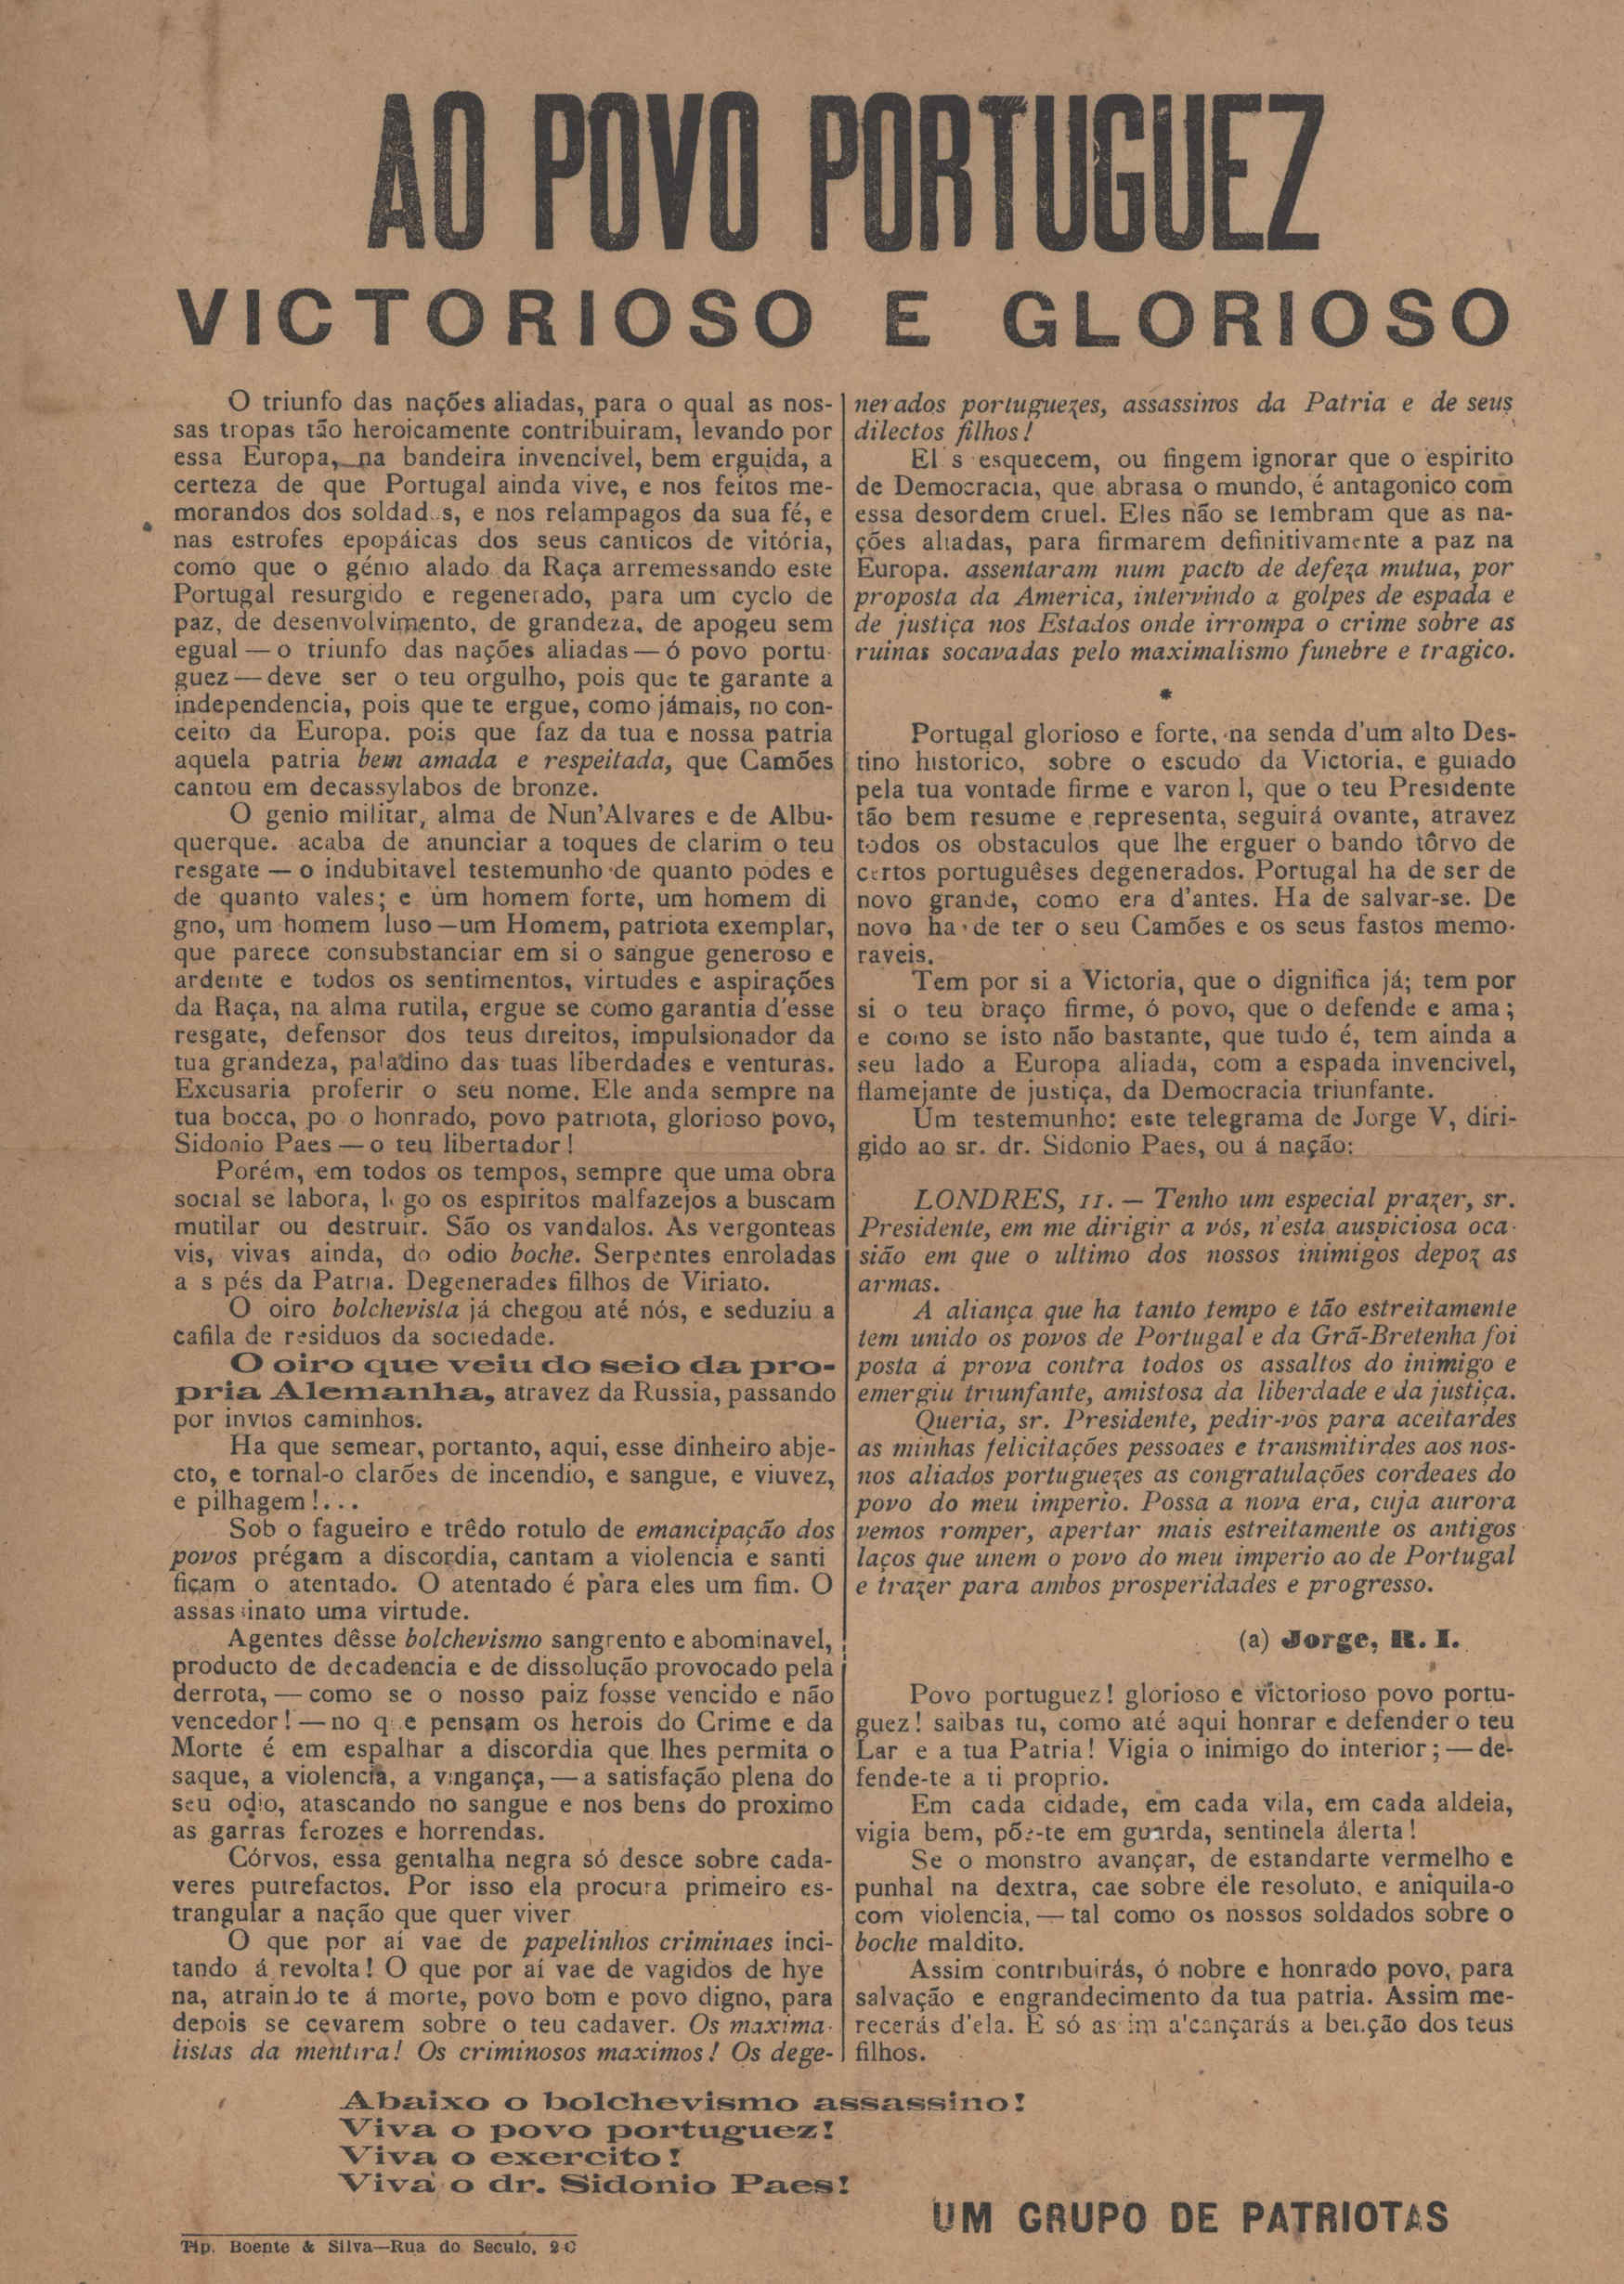 AO POVO PORTUGUEZ
VICTORIOSO E GLORIOSO
O triunfo das nações aliadas, para o qual as nos-
sas tropas tão heroicamente contribuiram, levando por
essa Europa, na bandeira invencível, bem erguida, a
certeza de que Portugal ainda vive, e nos feitos me-
morandos dos soldad s, e nos relampagos da sua fé, e
nas estrofes epopáicas dos seus canticos de vitória,
como que o génio alado da Raça arremessando este
Portugal resurgido e regenerado, para um cyclo de
paz, de desenvolvimento, de grandeza, de apogeu sem
egual — o triunfo das nações aliadas — ó povo portu-
guez — deve ser o teu orgulho, pois que te garante a
independencia, pois que te ergue, como jámais, no con-
ceito da Europa. pois que faz da tua e nossa patria
aquela patria bem amada e respeitada, que Camões
cantou em decassylabos de bronze.
O genio militar, alma de Nun'Alvares e de Albu-
querque. acaba de anunciar a toques de clarim o teu
resgate — o indubitavel testemunho de quanto pódes e
de quanto vales; e um homem forte, um homem di
gno, um homem luso — um Homem, patriota exemplar,
que parece consubstanciar em si o sangue generoso e
ardente e todos os sentimentos, virtudes e aspirações
da Raça, na alma rutila, ergue se como garantia d'esse
resgate, defensor dos teus direitos, impulsionador da
tua grandeza, paladino das tuas liberdades e venturas.
Excusaria proferir o seu nome. Ele anda sempre na
tua bocca, po o honrado, povo patriota, glorioso povo,
Sidonio Paes — o teu libertador!
Porém, em todos os tempos, sempre que uma obra
social se labora, l go os espiritos malfazejos a buscam
mutilar ou destruir. São os vandalos. As vergonteas
vis, vivas ainda, do odio boche. Serpentes enroladas
a s pés da Patria. Degenerades filhos de Viriato.
O oiro bolchevista já chegou até nós, e seduziu a
cafila de residuos da sociedade.
O oiro que veiu do seio da pro-
pria Alemanha, atravez da Russia, passando
por invios caminhos.
Ha que semear, portanto, aqui, esse dinheiro abje-
cto, e tornal-o clarões de incendio, e sangue, e viuvez,
e pilhagem!...
Sob o fagueiro e trêdo rotulo de emancipação dos
povos prégam a discordia, cantam a violencia e santi
ficam o atentado. O atentado é para eles um fim. O
assassinato uma virtude.
Agentes dêsse bolchevismo sangrento e abominavel,
producto de decadencia e de dissolução provocado pela
derrota, — como se o nosso paiz fosse vencido e não
vencedor! — no q e pensam os herois do Crime e da
Morte é em espalhar a discordia que lhes permita o
saque, a violencia, a vingança, — a satisfação plena do
seu odio, atascando no sangue e nos bens do proximo
as garras ferozes e horrendas.
Córvos, essa gentalha negra só desce sobre cada-
veres putrefactos. Por isso ela procura primeiro es-
trangular a nação que quer viver
O que por aí vae de papelinhos criminaes inci-
tando á revolta! O que por aí vae de vagidos de hye
na, atraindo te á morte, povo bom e povo digno, para
depois se cevarem sobre o teu cadaver. Os maxima-
listas da mentira! Os criminosos maximos! Os dege-
nerados portuguezes, assassinos da Patria e de seus
dilectos filhos!
El s esquecem, ou fingem ignorar que o espirito
de Democracia, que abrasa o mundo, é antagonico com
essa desordem cruel. Eles não se lembram que as na-
ções aliadas, para firmarem definitivamente a paz na
Europa. assentaram num pacto de defeza mutua, por
proposta da America, intervindo a golpes de espada e
de justiça nos Estados onde irrompa o crime sobre as
ruinas socavadas pelo maximalismo funebre e tragico.
*
Portugal glorioso e forte, na senda d'um alto Des-
tino historico, sobre o escudo da Victoria, e guiado
pela tua vontade firme e varon l, que o teu Presidente
tão bem resume e representa, seguirá ovante, atravez
todos os obstaculos que lhe erguer o bando tôrvo de
certos portuguêses degenerados. Portugal ha de ser de
novo grande, como era d'antes. Ha de salvar-se. De
novo ha de ter o seu Camões e os seus fastos memo-
raveis.
Tem por si a Victoria, que o dignifica já; tem por
si o teu braço firme, ó povo, que o defende e ama;
e como se isto não bastante, que tudo é, tem ainda a
seu lado a Europa aliada, com a espada invencivel,
flamejante de justiça, da Democracia triunfante.
Um testemunho: este telegrama de Jorge V, diri-
gido ao sr. dr. Sidonio Paes, ou á nação:
LONDRES, 11. — Tenho um especial prazer, sr.
Presidente, em me dirigir a vós, n'esta auspiciosa oca-
sião em que o ultimo dos nossos inimigos depoz as
armas.
A aliança que ha tanto tempo e tão estreitamente
tem unido os povos de Portugal e da Grã-Bretenha foi
posta á prova contra todos os assaltos do inimigo e
emergiu triunfante, amistosa da liberdade e da justiça.
Queria, sr. Presidente, pedir-vos para aceitardes
as minhas felicitações pessoaes e transmitirdes aos nos-
nos aliados portuguezes as congratulações cordeaes do
povo do meu imperio. Possa a nova era, cuja aurora
vemos romper, apertar mais estreitamente os antigos
laços que unem o povo do meu imperio ao de Portugal
e trazer para ambos prosperidades e progresso.
(a) Jorge, R. I.
Povo portuguez! glorioso e victorioso povo portu-
guez! saibas tu, como até aqui honrar e defender o teu
Lar e a tua Patria! Vigia o inimigo do interior; — de-
fende-te a ti proprio.
Em cada cidade, em cada vila, em cada aldeia,
vigia bem, põe-te em guarda, sentinela álerta!
Se o monstro avançar, de estandarte vermelho e
punhal na dextra, cae sobre êle resoluto, e aniquila-o
com violencia, — tal como os nossos soldados sobre o
boche maldito.
Assim contribuirás, ó nobre e honrado povo, para
salvação e engrandecimento da tua patria. Assim me-
recerás d'ela. E só assim alcançarás a benção dos teus
filhos.
Abaixo o bolchevismo assassino!
Viva o povo portuguez!
Viva o exercito!
Viva o dr. Sidonio Paes!
UM GRUPO DE PATRIOTAS
Tip. Boente & Silva—Rua do Seculo, 2-C